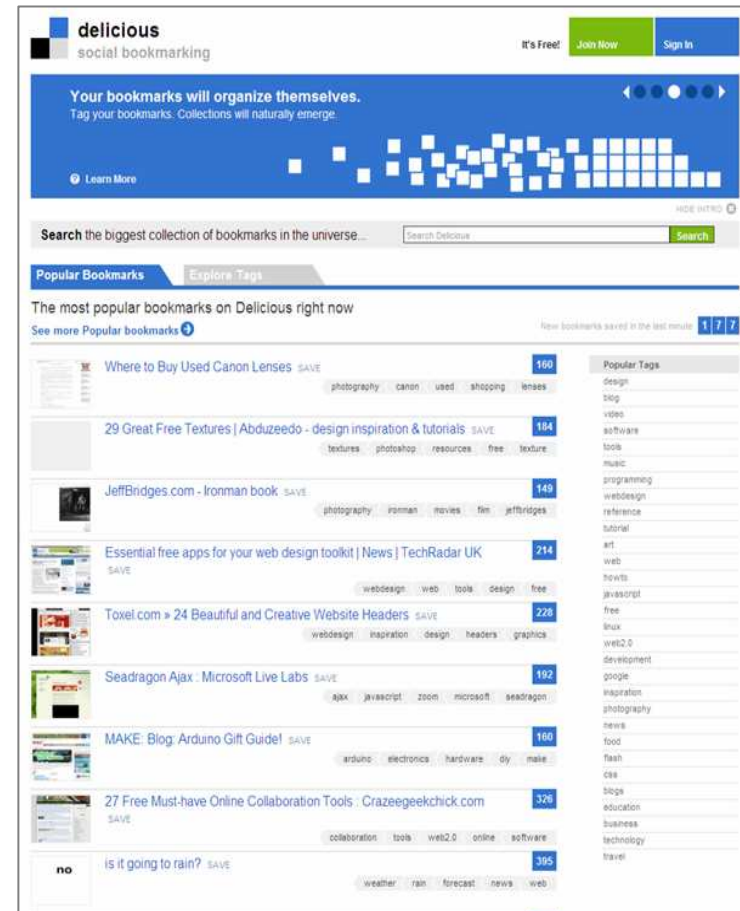 delicious
social bookmarking
It's Free!
Join Now
Sign In
Your bookmarks will organize themselves.
Tag your bookmarks. Collections will naturally emerge.
Learn More
HIDE INTRO
Search the biggest collection of bookmarks in the universe...
Search Delicious
Search
Popular Bookmarks
Explore Tags
The most popular bookmarks on Delicious right now
See more Popular bookmarks
New bookmarks saved in the last minute 1 7 7
Where to Buy Used Canon Lenses SAVE
160
photography canon used shopping lenses
29 Great Free Textures | Abduzeedo - design inspiration & tutorials SAVE
184
textures photoshop resources free texture
JeffBridges.com - Ironman book SAVE
149
photography ironman movies film jeffbridges
Essential free apps for your web design toolkit | News | TechRadar UK
SAVE
214
webdesign web tools design free
Toxel.com » 24 Beautiful and Creative Website Headers SAVE
228
webdesign inspiration design headers graphics
Seadragon Ajax : Microsoft Live Labs SAVE
192
ajax javascript zoom microsoft seadragon
MAKE: Blog: Arduino Gift Guide! SAVE
160
arduino electronics hardware diy make
27 Free Must-have Online Collaboration Tools : Crazeegeekchick.com
SAVE
326
collaboration tools web2.0 online software
no
is it going to rain? SAVE
395
weather rain forecast news web
Popular Tags
design
blog
video
software
tools
music
programming
webdesign
reference
tutorial
art
web
howto
javascript
free
linux
web2.0
development
google
inspiration
photography
news
food
flash
css
blogs
education
business
technology
travel